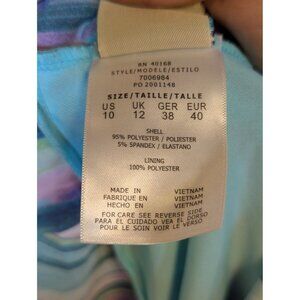 RN 40168
STYLE/MODELE/ESTILO
7006984
PO 2001148
SIZE/TAILLE/TALLE
US UK GER EUR
10 12 38 40
SHELL
95% POLYESTER / POLIESTER
5% SPANDEX / ELASTANO
LINING
100% POLYESTER
MADE IN VIETNAM
FABRIQUE EN VIETNAM
HECHO EN VIETNAM
FOR CARE SEE REVERSE SIDE
PARA EL CUIDADO VEA EL DORSO
POUR LE SOIN VOIR AU VERSO